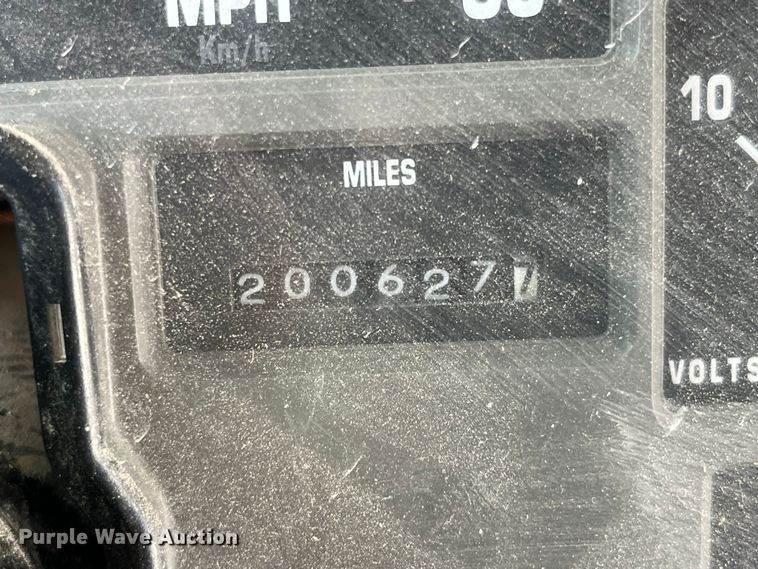 MPH
Km/h
10
MILES
200627
VOLTS
Purple Wave Auction